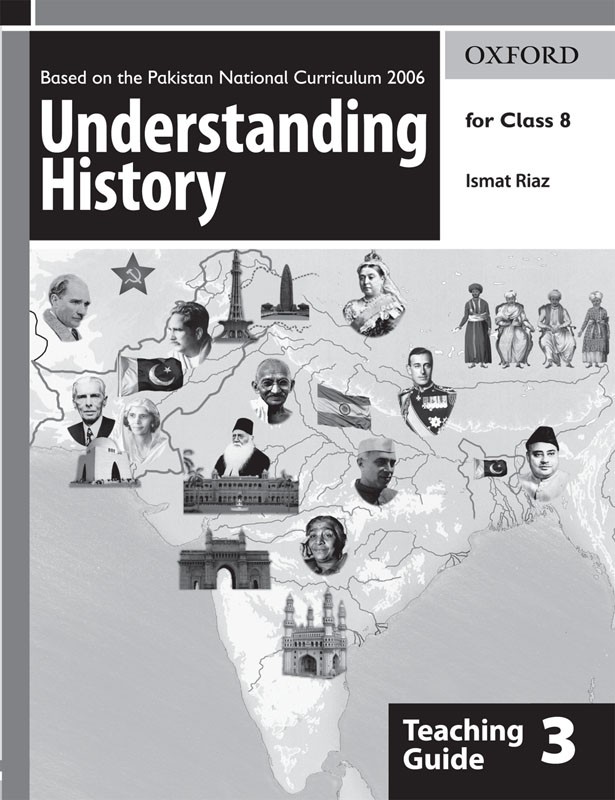 Based on the Pakistan National Curriculum 2006
Understanding
History
OXFORD
for Class 8
Ismat Riaz
Teaching
Guide
3